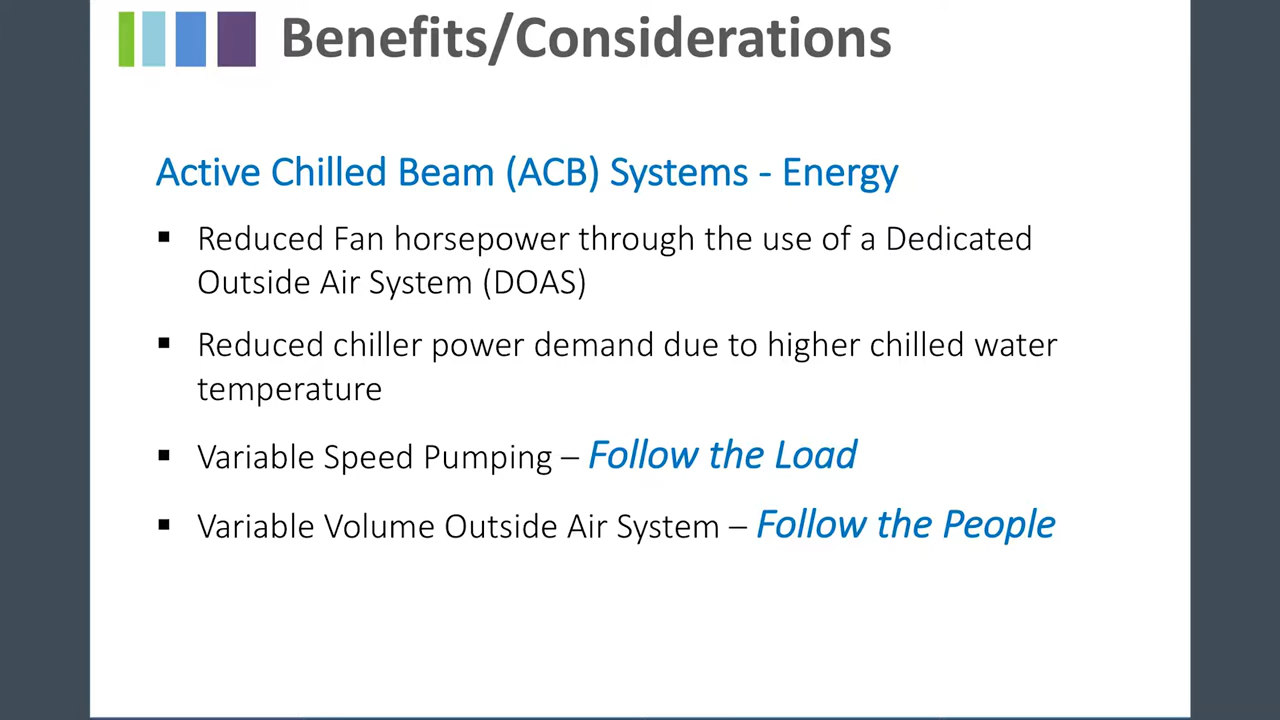 Benefits/Considerations
Active Chilled Beam (ACB) Systems - Energy
▪ Reduced Fan horsepower through the use of a Dedicated
Outside Air System (DOAS)
▪ Reduced chiller power demand due to higher chilled water
temperature
▪ Variable Speed Pumping – Follow the Load
▪ Variable Volume Outside Air System – Follow the People